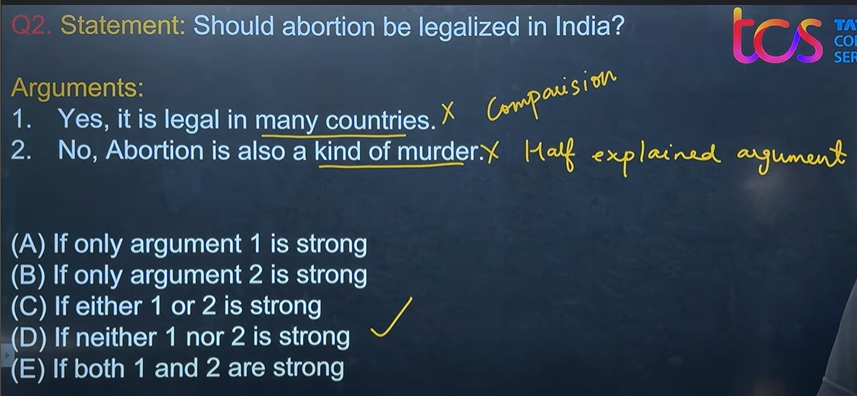 Q2. Statement: Should abortion be legalized in India?
tcs
TA
CO
SER
Arguments:
1. Yes, it is legal in many countries. X Comparision
2. No, Abortion is also a kind of murder. X Half explained argument
(A) If only argument 1 is strong
(B) If only argument 2 is strong
(C) If either 1 or 2 is strong
(D) If neither 1 nor 2 is strong
(E) If both 1 and 2 are strong